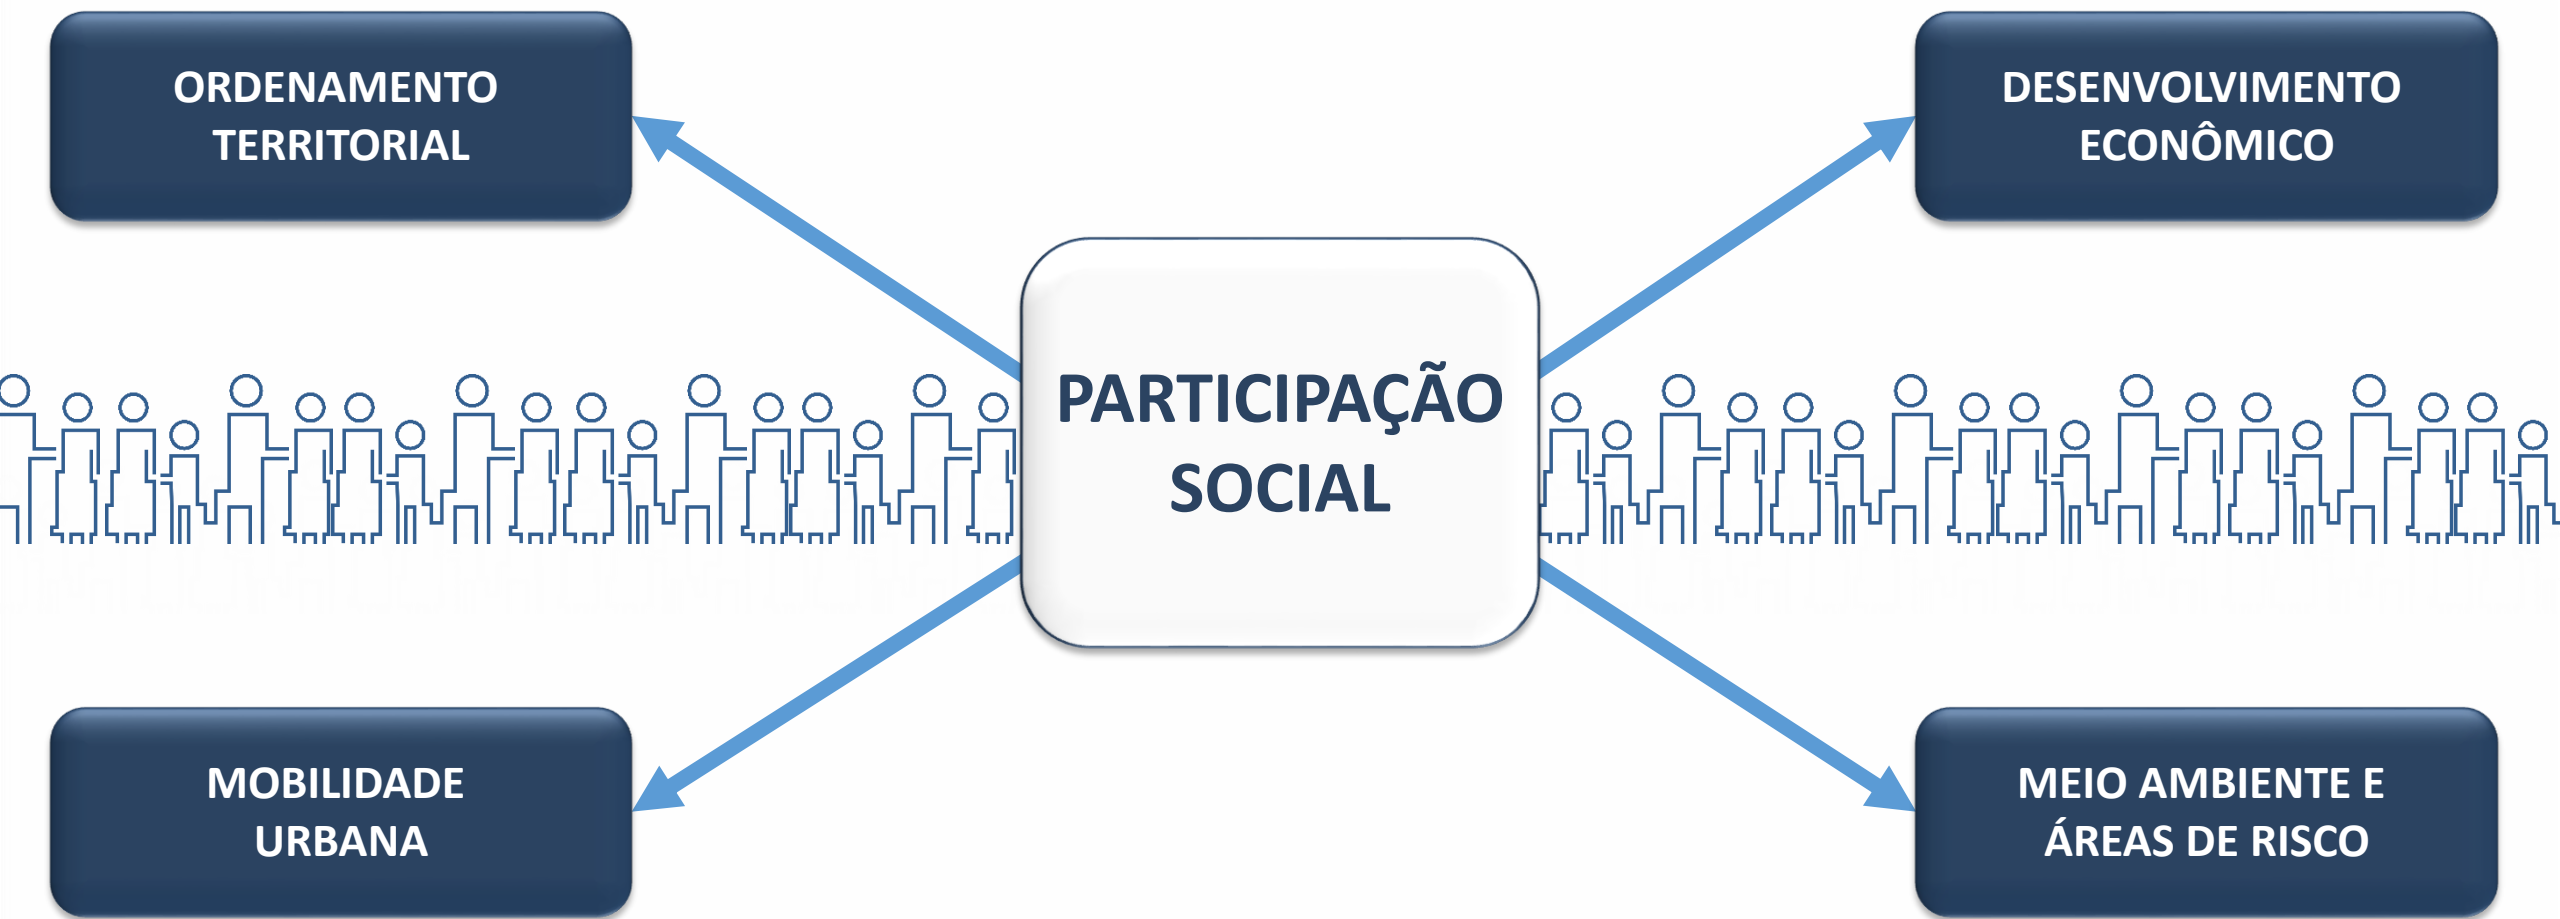 ORDENAMENTO
TERRITORIAL
DESENVOLVIMENTO
ECONÔMICO
PARTICIPAÇÃO
SOCIAL
MOBILIDADE
URBANA
MEIO AMBIENTE E
ÁREAS DE RISCO